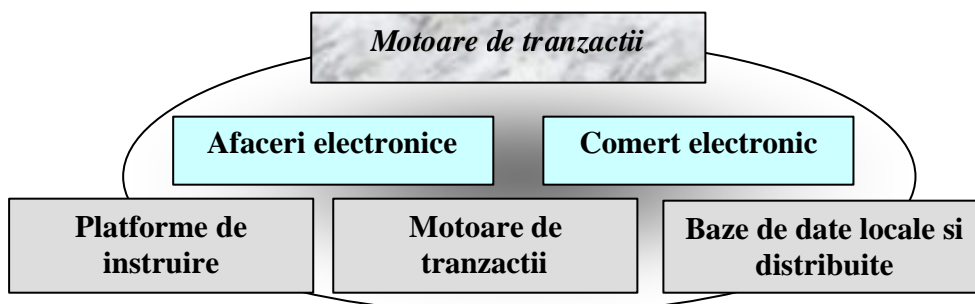 Motoare de tranzactii
Afaceri electronice
Comert electronic
Platforme de
instruire
Motoare de
tranzactii
Baze de date locale si
distribuite